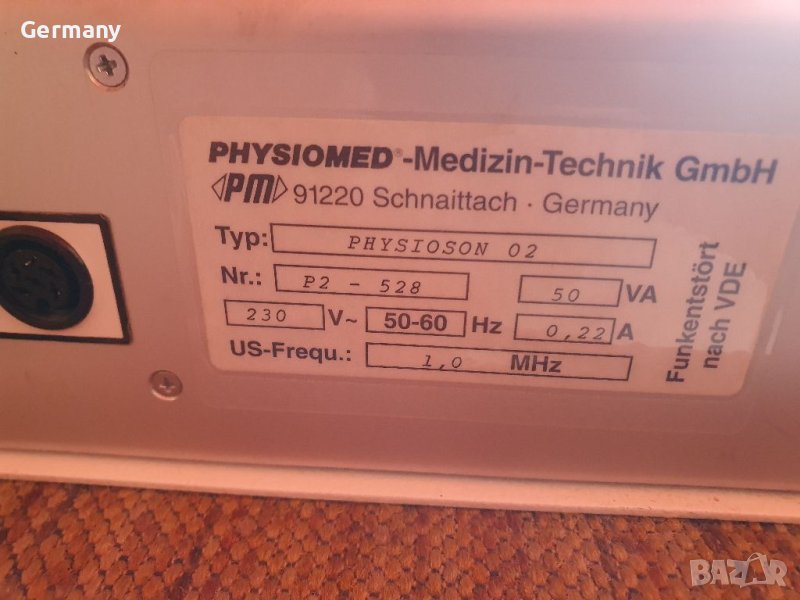 Germany
PHYSIOMED®-Medizin-Technik GmbH
PM 91220 Schnaittach · Germany
Typ: PHYSIOSON 02
Nr.: P2 - 528 50 VA
230 V~ 50-60 Hz 0,22 A
US-Frequ.: 1,0 MHz
Funkentstört
nach VDE
BAZAR